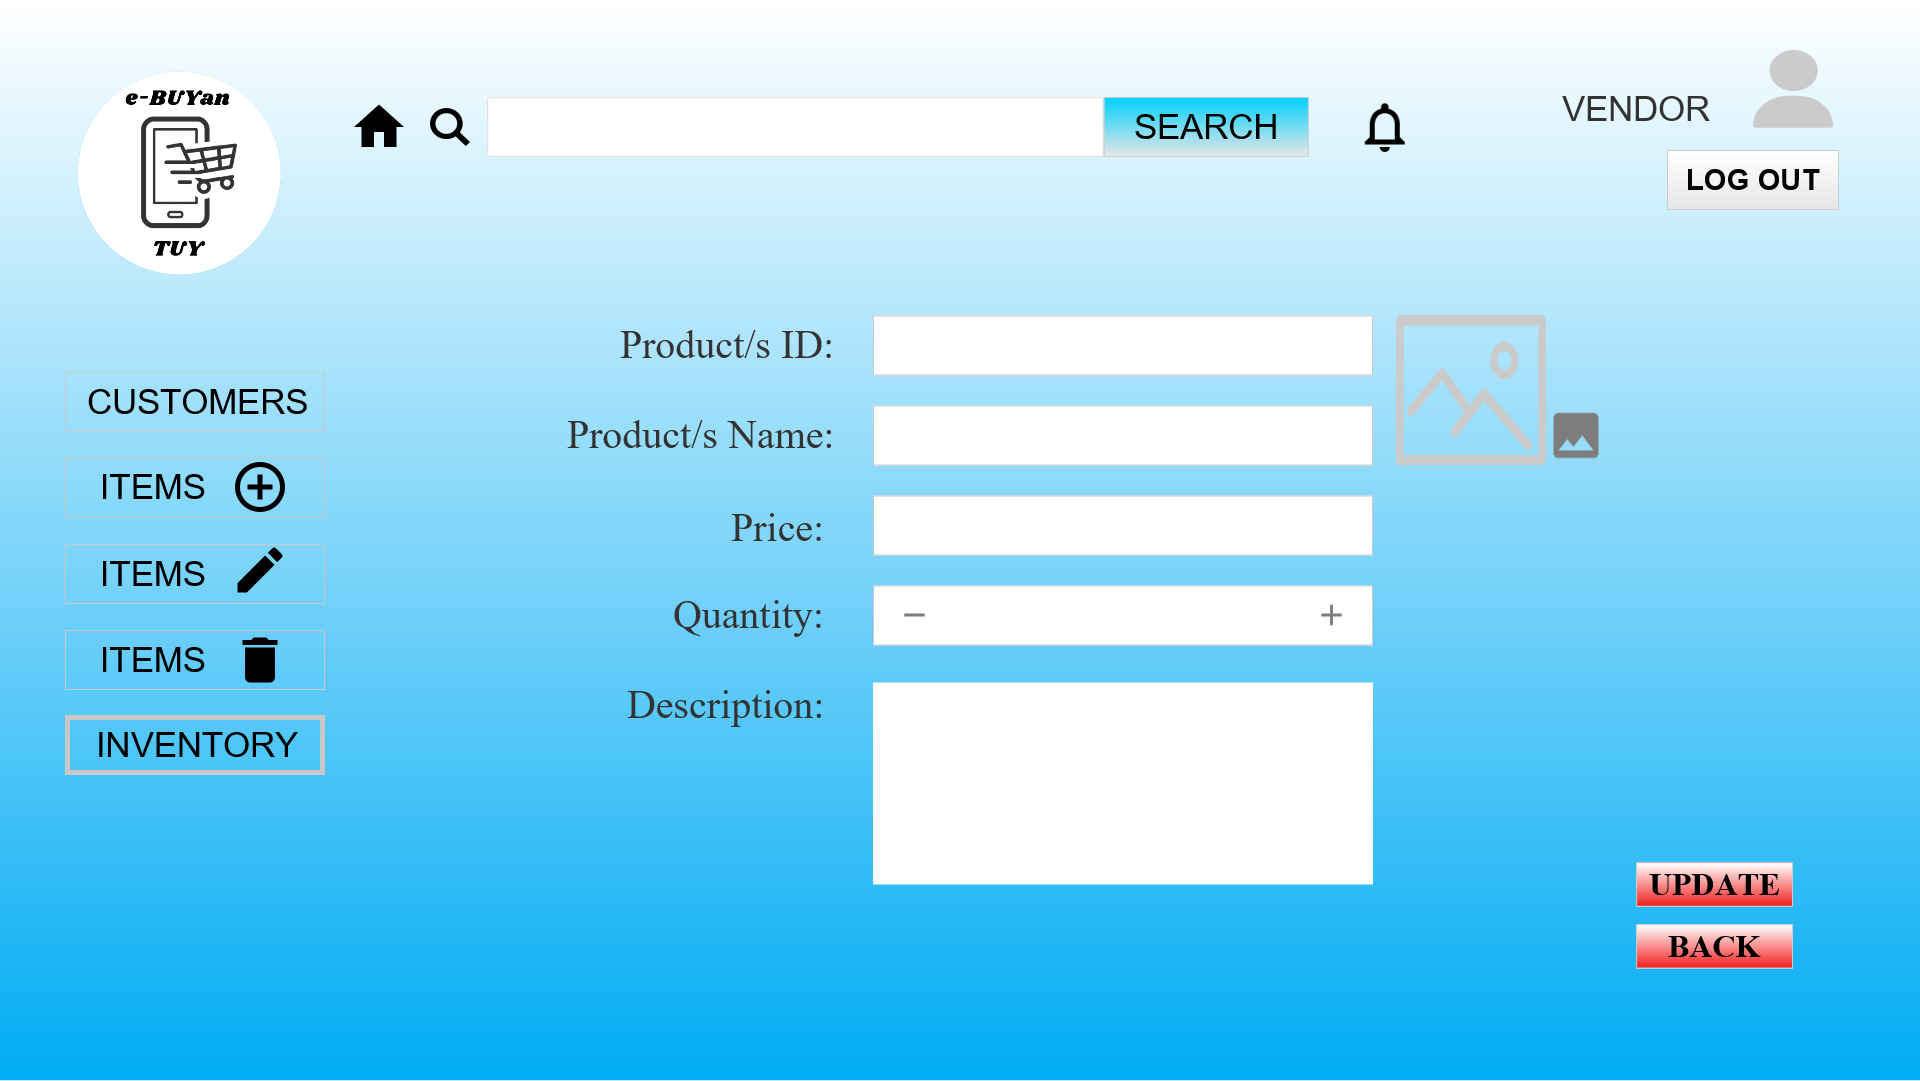 e-BUYan
TUY
SEARCH
VENDOR
LOG OUT
CUSTOMERS
ITEMS
ITEMS
ITEMS
INVENTORY
Product/s ID:
Product/s Name:
Price:
Quantity:
Description:
UPDATE
BACK